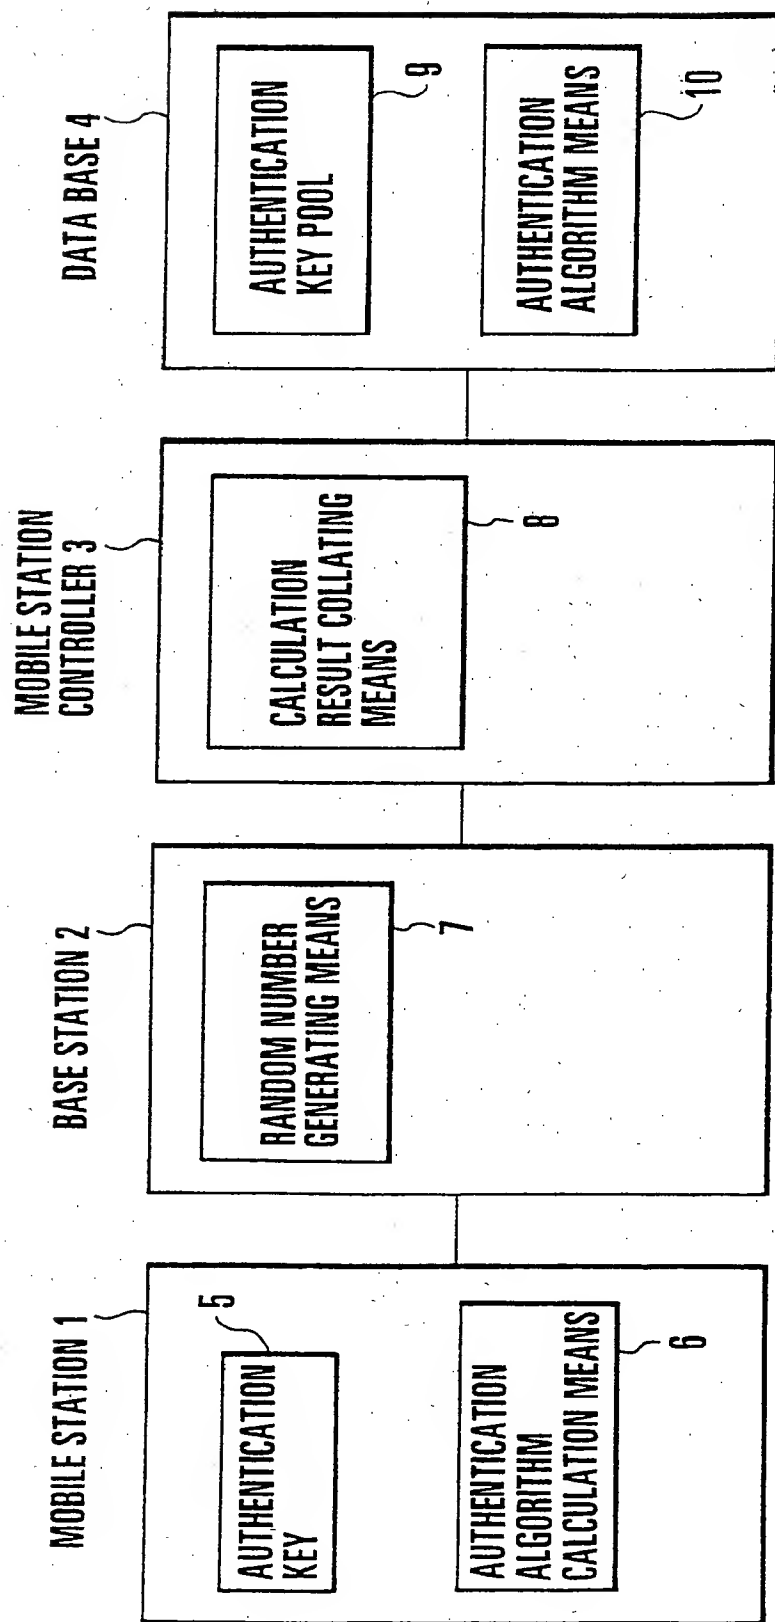 MOBILE STATION 1
AUTHENTICATION
KEY
5
AUTHENTICATION
ALGORITHM
CALCULATION MEANS
6
BASE STATION 2
RANDOM NUMBER
GENERATING MEANS
7
MOBILE STATION
CONTROLLER 3
CALCULATION
RESULT COLLATING
MEANS
8
DATA BASE 4
AUTHENTICATION
KEY POOL
9
AUTHENTICATION
ALGORITHM MEANS
10